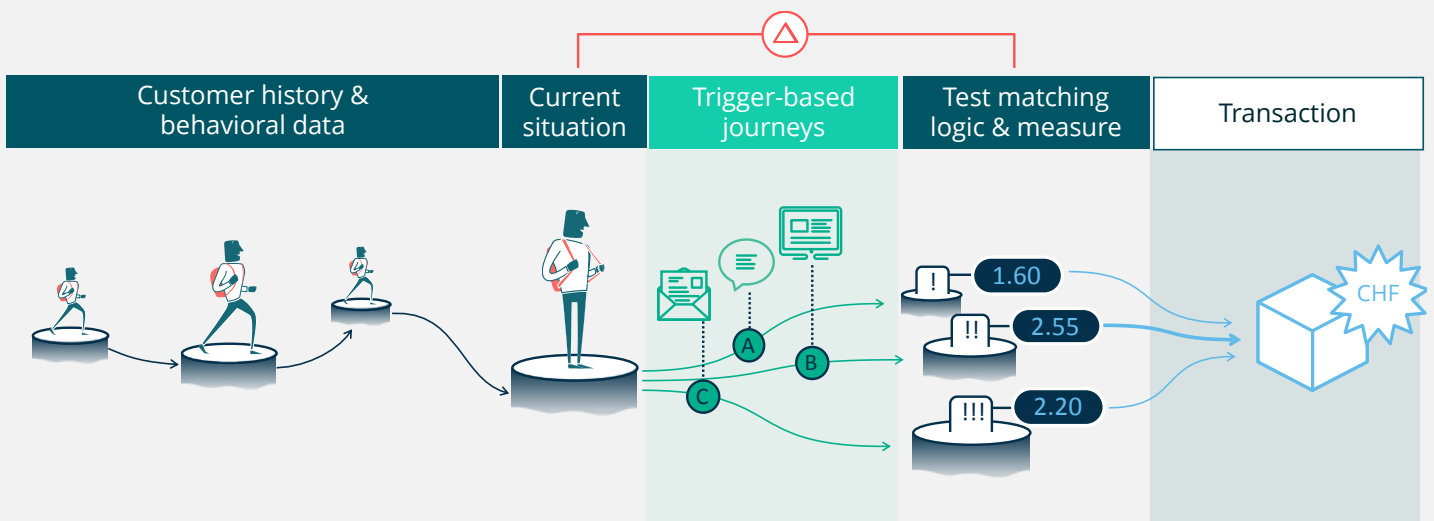 Customer history &
behavioral data
Current
situation
Trigger-based
journeys
Test matching
logic & measure
Transaction
A
B
C
!
1.60
!!
2.55
!!!
2.20
CHF